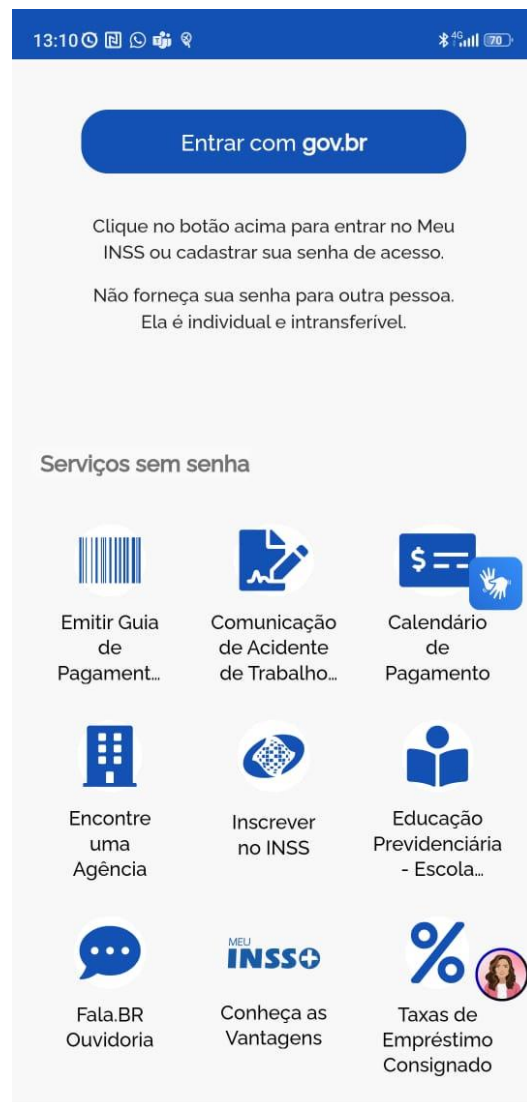 13:10
4G
70
Entrar com gov.br
Clique no botão acima para entrar no Meu
INSS ou cadastrar sua senha de acesso.
Não forneça sua senha para outra pessoa.
Ela é individual e intransferível.
Serviços sem senha
Emitir Guia
de
Pagament...
Comunicação
de Acidente
de Trabalho...
Calendário
de
Pagamento
Encontre
uma
Agência
Inscrever
no INSS
Educação
Previdenciária
- Escola...
Fala.BR
Ouvidoria
MEU
INSS+
Conheça as
Vantagens
Taxas de
Empréstimo
Consignado